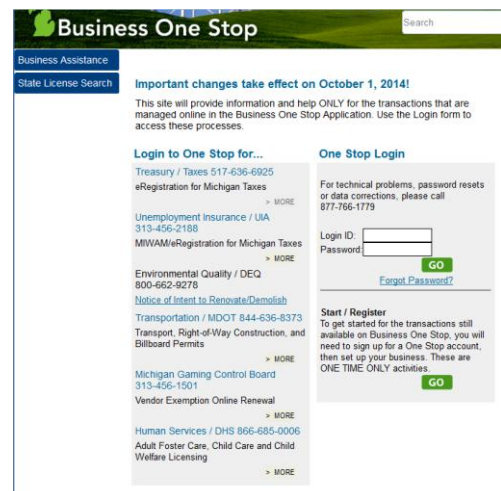 Business One Stop
Search
Business Assistance
State License Search
Important changes take effect on October 1, 2014!
This site will provide information and help ONLY for the transactions that are
managed online in the Business One Stop Application. Use the Login form to
access these processes.
Login to One Stop for...
Treasury / Taxes 517-636-6925
eRegistration for Michigan Taxes
> MORE
Unemployment Insurance / UIA
313-456-2188
MIWAM/eRegistration for Michigan Taxes
> MORE
Environmental Quality / DEQ
800-662-9278
Notice of Intent to Renovate/Demolish
Transportation / MDOT 844-636-8373
Transport, Right-of-Way Construction, and
Billboard Permits
> MORE
Michigan Gaming Control Board
313-456-1501
Vendor Exemption Online Renewal
> MORE
Human Services / DHS 866-685-0006
Adult Foster Care, Child Care and Child
Welfare Licensing
> MORE
One Stop Login
For technical problems, password resets
or data corrections, please call
877-766-1779
Login ID:
Password:
GO
Forgot Password?
Start / Register
To get started for the transactions still
available on Business One Stop, you will
need to sign up for a One Stop account,
then set up your business. These are
ONE TIME ONLY activities.
GO